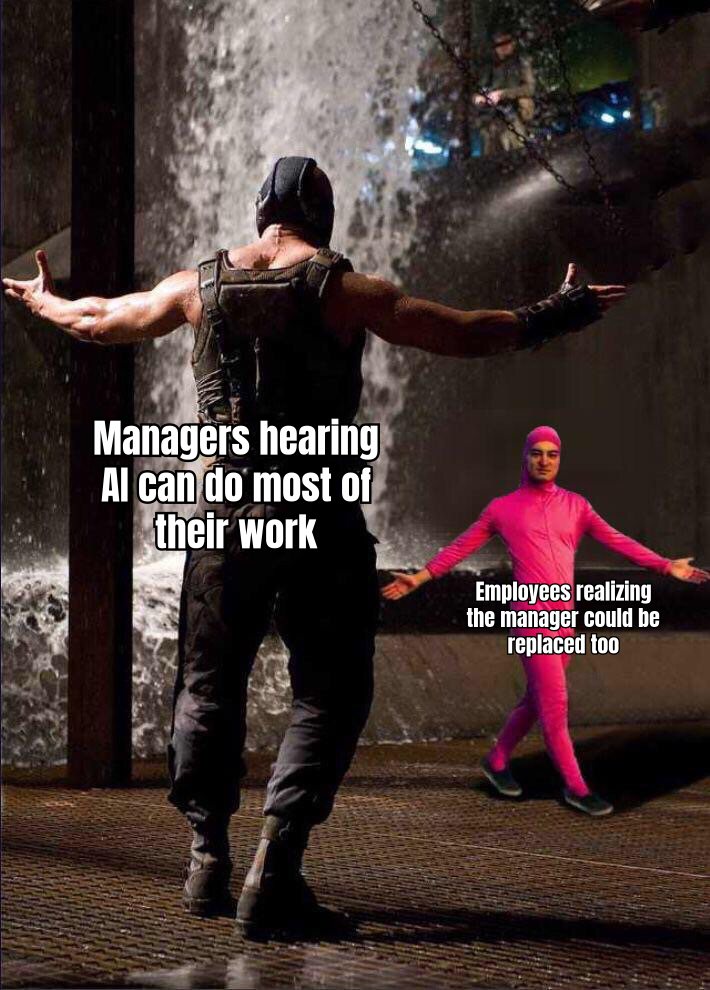 Managers hearing
AI can do most of
their work
Employees realizing
the manager could be
replaced too